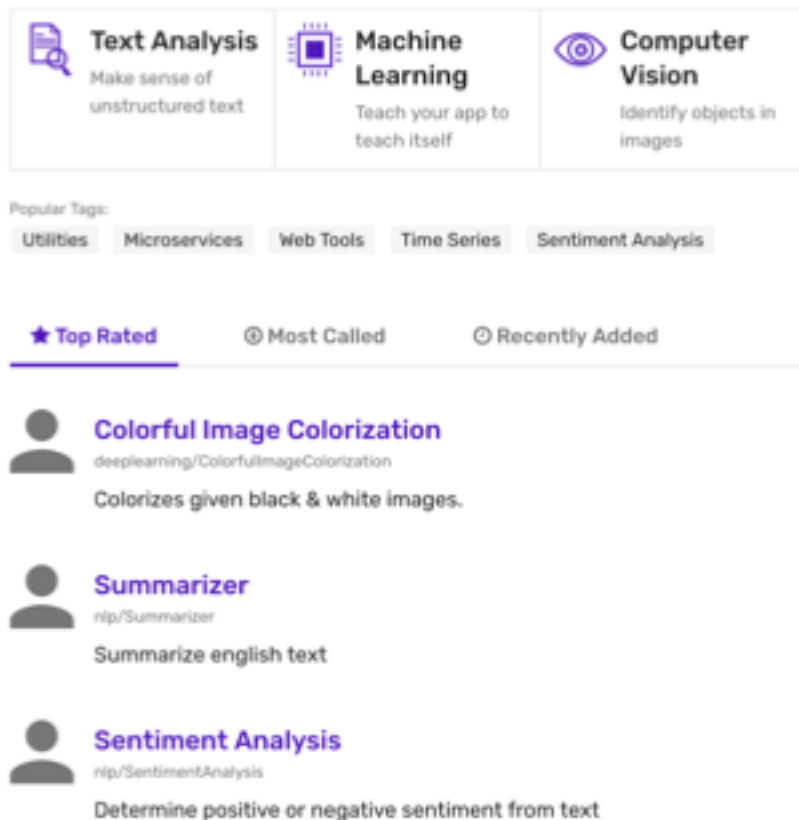 Text Analysis
Make sense of
unstructured text
Machine
Learning
Teach your app to
teach itself
Computer
Vision
Identify objects in
images
Popular Tags:
Utilities Microservices Web Tools Time Series Sentiment Analysis
Top Rated Most Called Recently Added
Colorful Image Colorization
deeplearning/ColorfulImageColorization
Colorizes given black & white images.
Summarizer
nlp/Summarizer
Summarize english text
Sentiment Analysis
nlp/SentimentAnalysis
Determine positive or negative sentiment from text